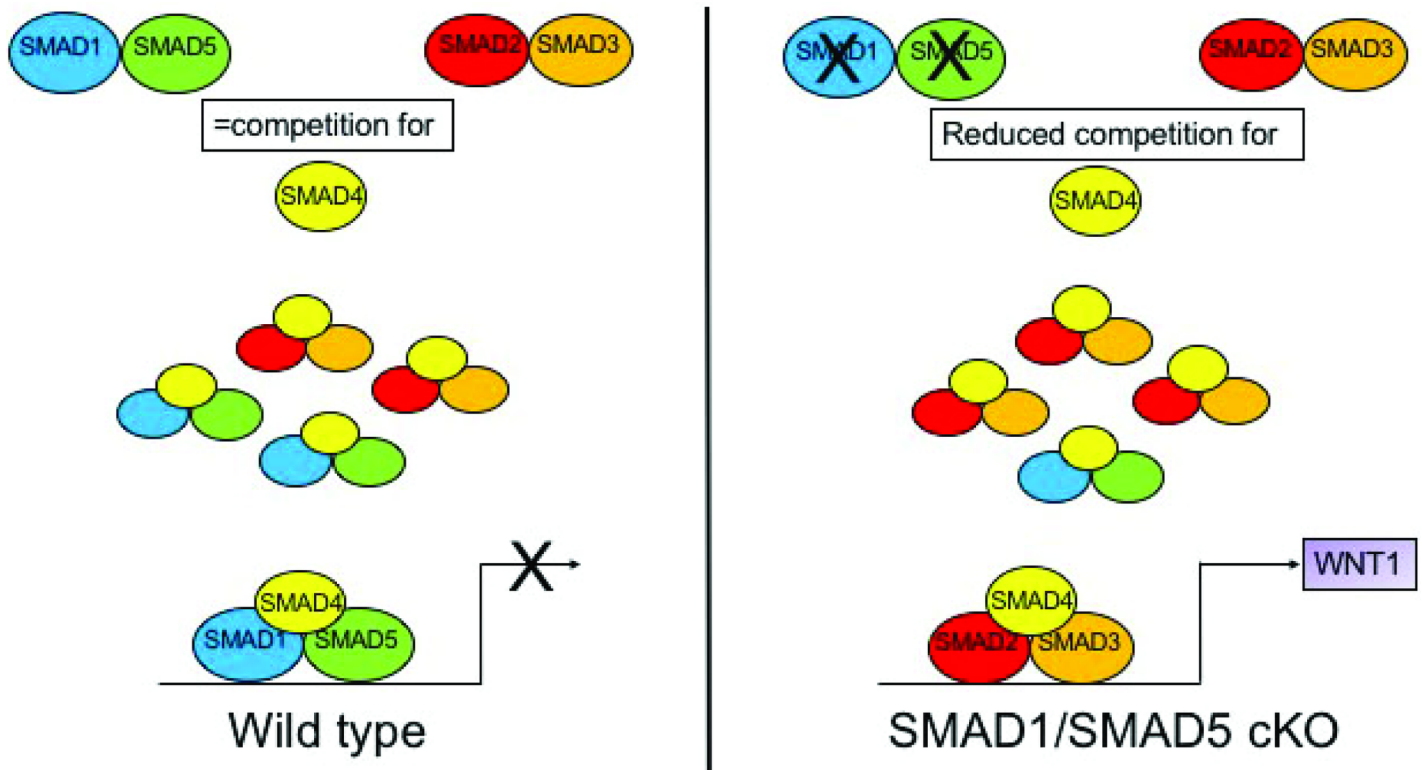 SMAD1 SMAD5 SMAD2 SMAD3
=competition for
SMAD4
X
SMAD4
SMAD1 SMAD5
Wild type
SMAD1 SMAD5 SMAD2 SMAD3
X X
Reduced competition for
SMAD4
WNT1
SMAD4
SMAD2 SMAD3
SMAD1/SMAD5 cKO